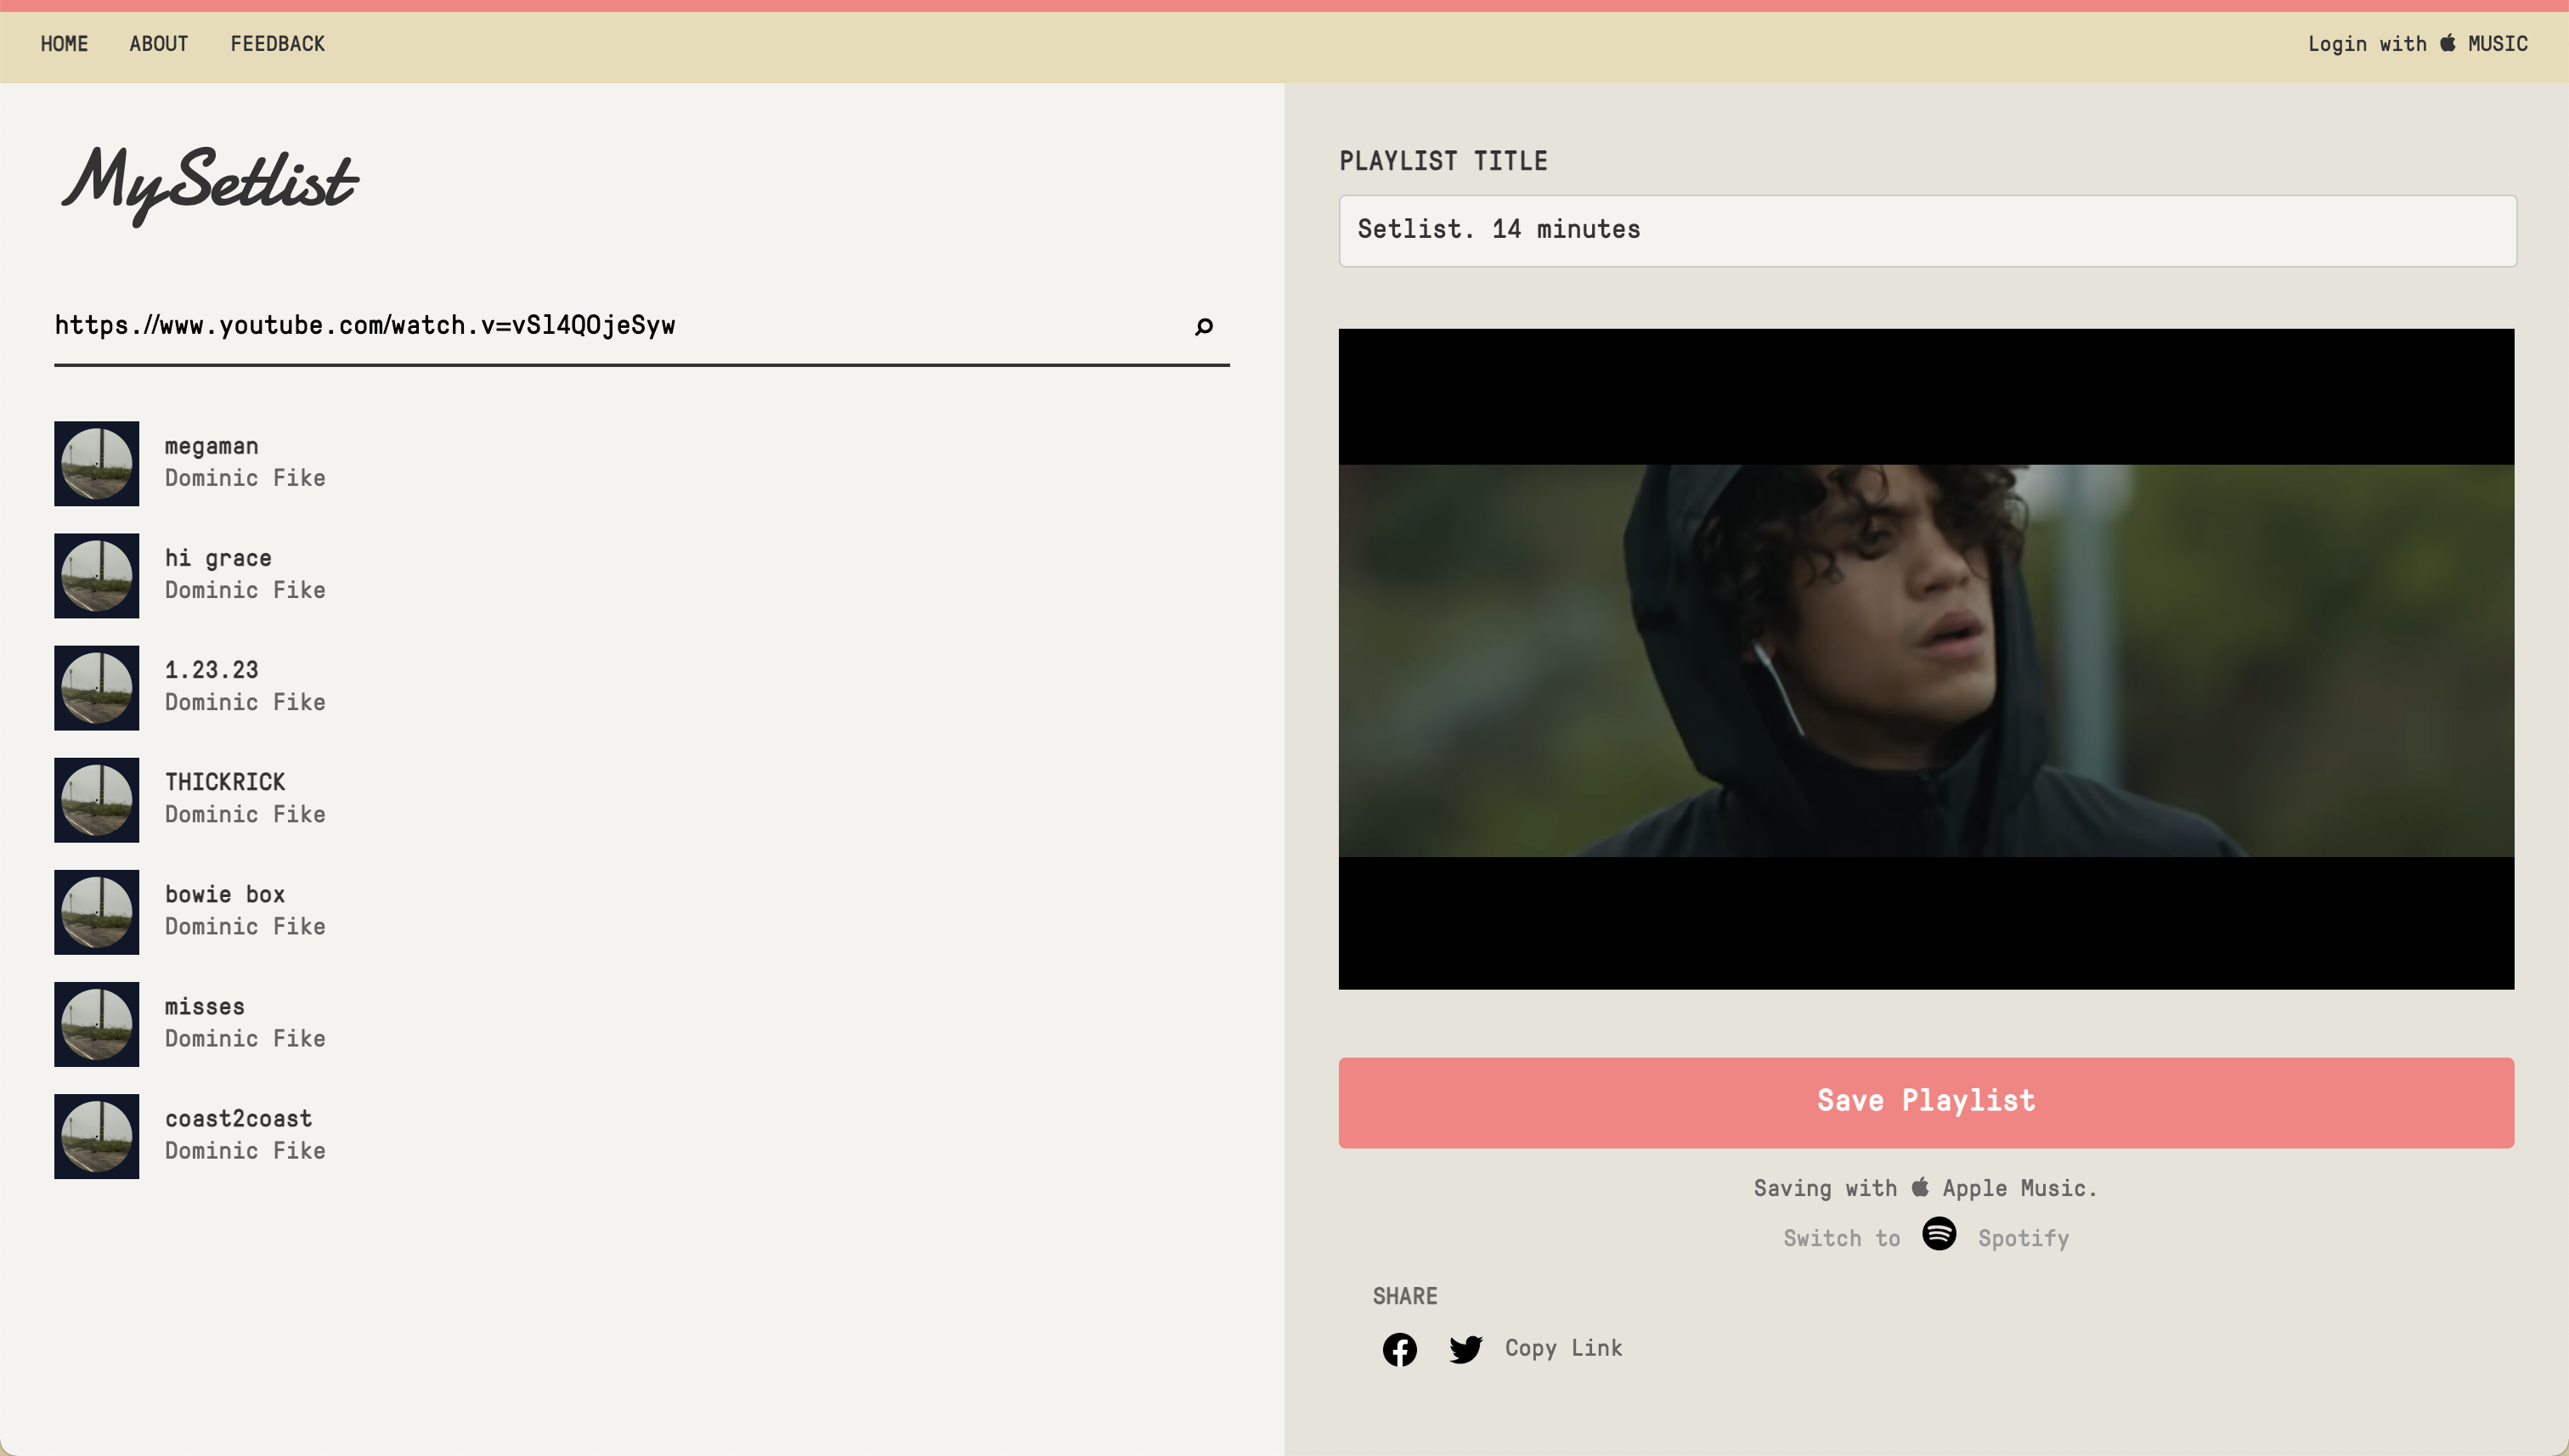 HOME ABOUT FEEDBACK
Login with MUSIC
MySetlist
https.//www.youtube.com/watch.v=vSl4QOjeSyw
megaman
Dominic Fike
hi grace
Dominic Fike
1.23.23
Dominic Fike
THICKRICK
Dominic Fike
bowie box
Dominic Fike
misses
Dominic Fike
coast2coast
Dominic Fike
PLAYLIST TITLE
Setlist. 14 minutes
Save Playlist
Saving with Apple Music.
Switch to Spotify
SHARE
Copy Link